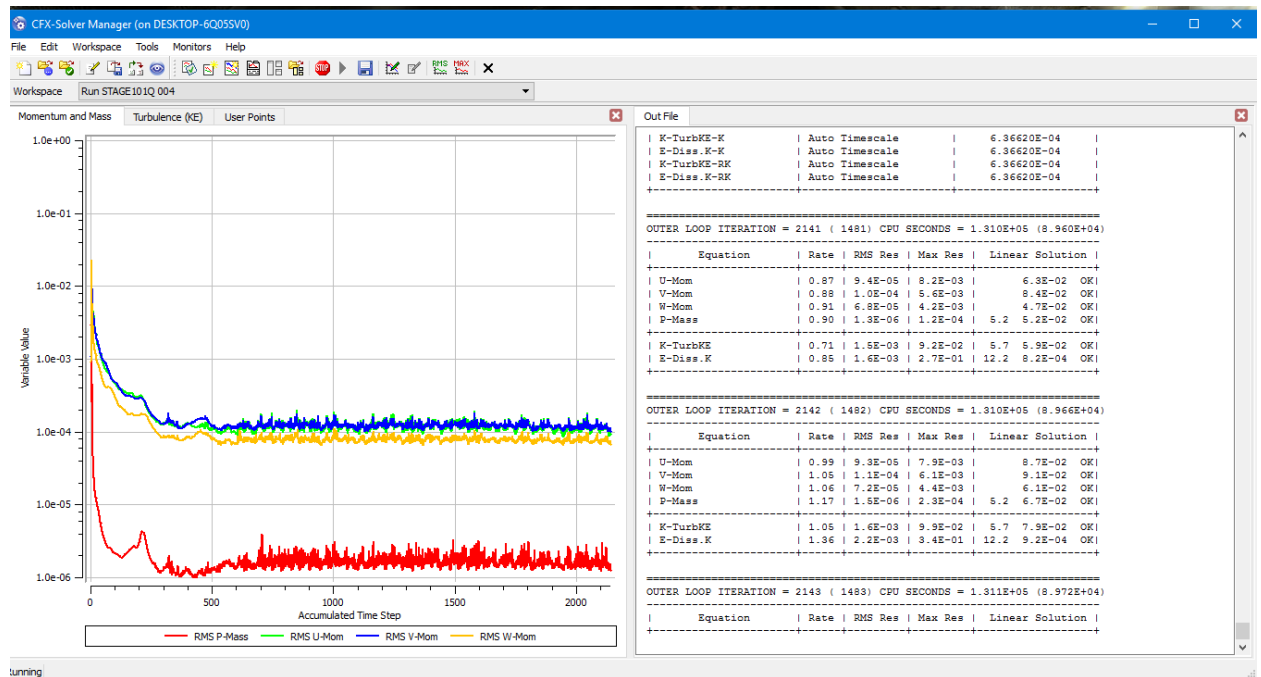 CFX-Solver Manager (on DESKTOP-6Q05SV0)
File Edit Workspace Tools Monitors Help
STOP RMS MAX
Workspace Run STAGE101Q 004
Momentum and Mass Turbulence (KE) User Points
1.0e+00
1.0e-01
1.0e-02
1.0e-03
1.0e-04
1.0e-05
1.0e-06
Variable Value
0 500 1000 1500 2000
Accumulated Time Step
RMS P-Mass RMS U-Mom RMS V-Mom RMS W-Mom
Out File
| K-TurbKE-K | Auto Timescale | 6.36620E-04 |
| E-Diss.K-K | Auto Timescale | 6.36620E-04 |
| K-TurbKE-RK | Auto Timescale | 6.36620E-04 |
| E-Diss.K-RK | Auto Timescale | 6.36620E-04 |
+----------------------+------------------------+---------------------+
======================================================================
OUTER LOOP ITERATION = 2141 ( 1481) CPU SECONDS = 1.310E+05 (8.960E+04)
----------------------------------------------------------------------
| Equation | Rate | RMS Res | Max Res | Linear Solution |
+----------------------+------+---------+---------+------------------+
| U-Mom | 0.87 | 9.4E-05 | 8.2E-03 | 6.3E-02 OK|
| V-Mom | 0.88 | 1.0E-04 | 5.6E-03 | 8.4E-02 OK|
| W-Mom | 0.91 | 6.8E-05 | 4.2E-03 | 4.7E-02 OK|
| P-Mass | 0.90 | 1.3E-06 | 1.2E-04 | 5.2 5.2E-02 OK|
+----------------------+------+---------+---------+------------------+
| K-TurbKE | 0.71 | 1.5E-03 | 9.2E-02 | 5.7 5.9E-02 OK|
| E-Diss.K | 0.85 | 1.6E-03 | 2.7E-01 | 12.2 8.2E-04 OK|
+----------------------+------+---------+---------+------------------+
======================================================================
OUTER LOOP ITERATION = 2142 ( 1482) CPU SECONDS = 1.310E+05 (8.966E+04)
----------------------------------------------------------------------
| Equation | Rate | RMS Res | Max Res | Linear Solution |
+----------------------+------+---------+---------+------------------+
| U-Mom | 0.99 | 9.3E-05 | 7.9E-03 | 8.7E-02 OK|
| V-Mom | 1.05 | 1.1E-04 | 6.1E-03 | 9.1E-02 OK|
| W-Mom | 1.06 | 7.2E-05 | 4.4E-03 | 6.1E-02 OK|
| P-Mass | 1.17 | 1.5E-06 | 2.3E-04 | 5.2 6.7E-02 OK|
+----------------------+------+---------+---------+------------------+
| K-TurbKE | 1.05 | 1.6E-03 | 9.9E-02 | 5.7 7.9E-02 OK|
| E-Diss.K | 1.36 | 2.2E-03 | 3.4E-01 | 12.2 9.2E-04 OK|
+----------------------+------+---------+---------+------------------+
======================================================================
OUTER LOOP ITERATION = 2143 ( 1483) CPU SECONDS = 1.311E+05 (8.972E+04)
----------------------------------------------------------------------
| Equation | Rate | RMS Res | Max Res | Linear Solution |
+----------------------+------+---------+---------+------------------+
unning